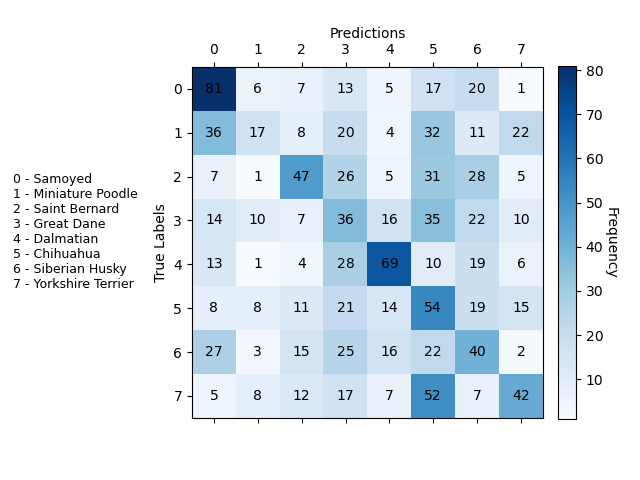 Predictions
0 1 2 3 4 5 6 7
0 81 6 7 13 5 17 20 1
1 36 17 8 20 4 32 11 22
2 7 1 47 26 5 31 28 5
3 14 10 7 36 16 35 22 10
4 13 1 4 28 69 10 19 6
5 8 8 11 21 14 54 19 15
6 27 3 15 25 16 22 40 2
7 5 8 12 17 7 52 7 42
True Labels
0 - Samoyed
1 - Miniature Poodle
2 - Saint Bernard
3 - Great Dane
4 - Dalmatian
5 - Chihuahua
6 - Siberian Husky
7 - Yorkshire Terrier
80
70
60
50
40
30
20
10
Frequency